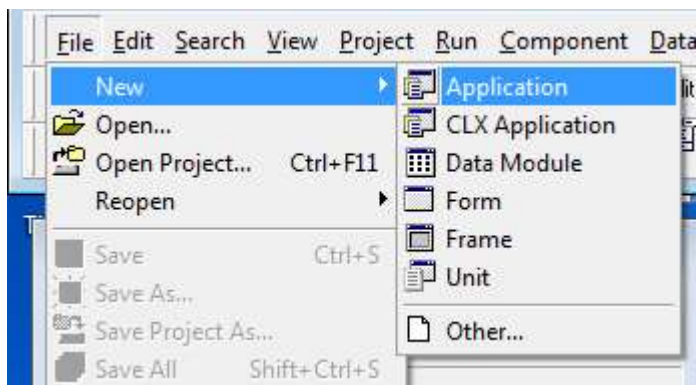 File Edit Search View Project Run Component Data
New
Open...
Open Project... Ctrl+F11
Reopen
Save Ctrl+S
Save As...
Save Project As...
Save All Shift+Ctrl+S
Application
CLX Application
Data Module
Form
Frame
Unit
Other...